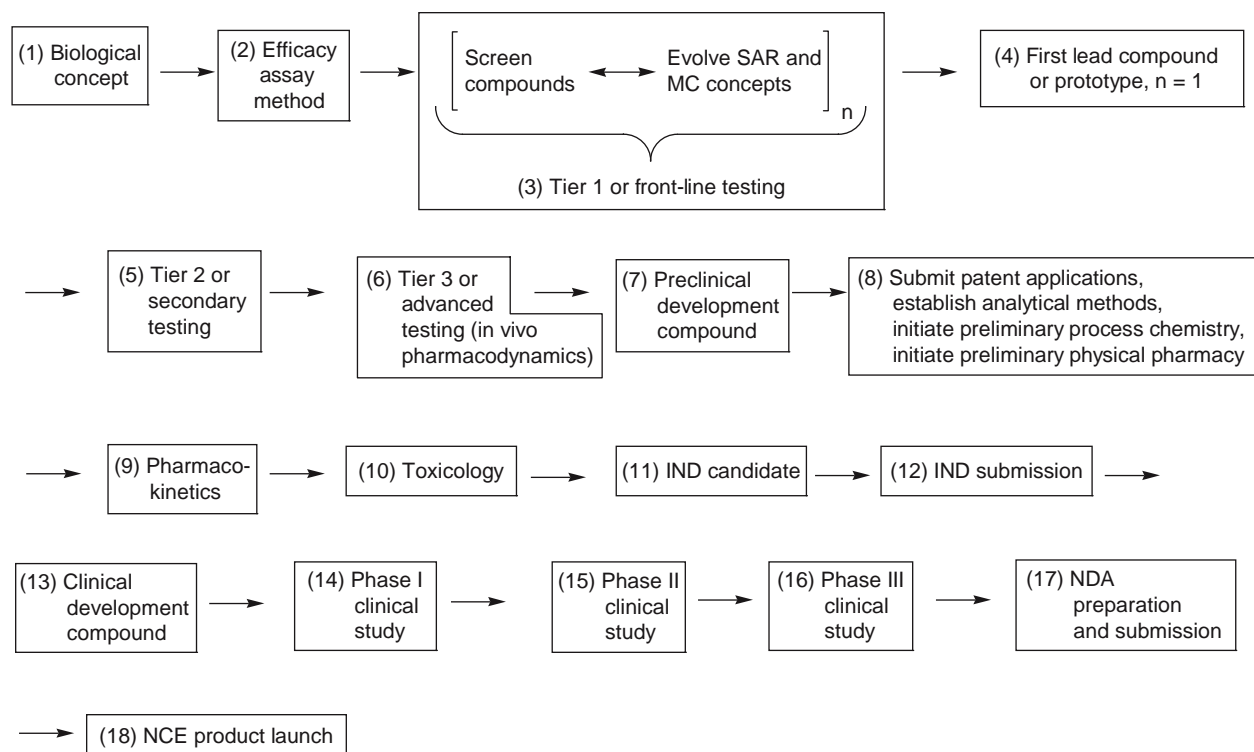 (1) Biological
concept
(2) Efficacy
assay
method
Screen
compounds
Evolve SAR and
MC concepts
n
(3) Tier 1 or front-line testing
(4) First lead compound
or prototype, n = 1
(5) Tier 2 or
secondary
testing
(6) Tier 3 or
advanced
testing (in vivo
pharmacodynamics)
(7) Preclinical
development
compound
(8) Submit patent applications,
establish analytical methods,
initiate preliminary process chemistry,
initiate preliminary physical pharmacy
(9) Pharmaco-
kinetics
(10) Toxicology
(11) IND candidate
(12) IND submission
(13) Clinical
development
compound
(14) Phase I
clinical
study
(15) Phase II
clinical
study
(16) Phase III
clinical
study
(17) NDA
preparation
and submission
(18) NCE product launch